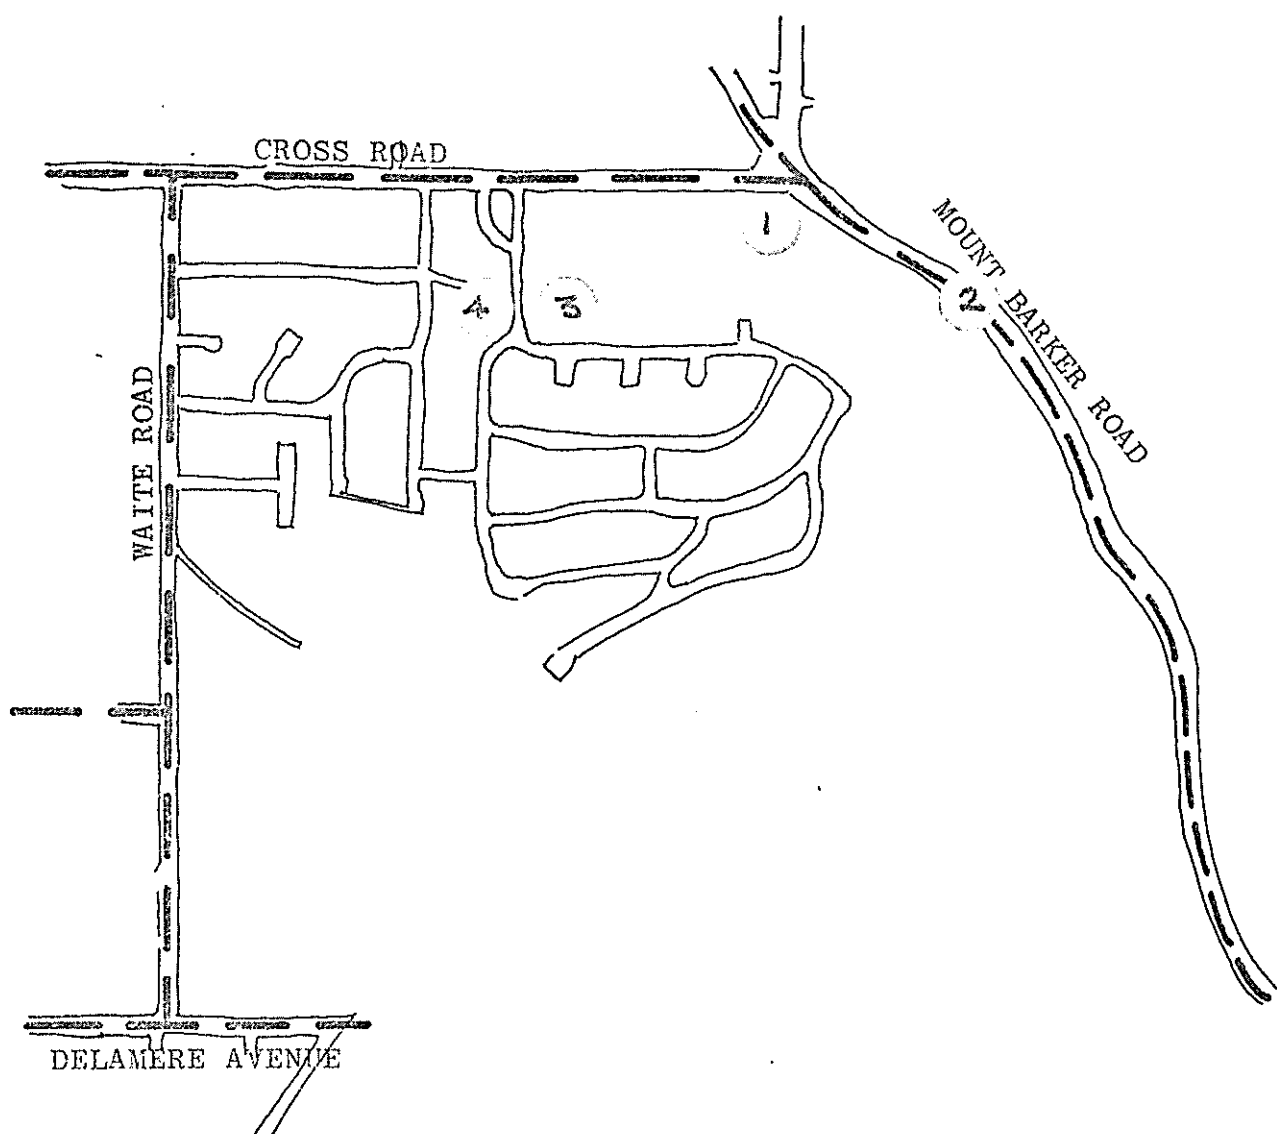 CROSS ROAD
MOUNT BARKER ROAD
1
2
4
3
WAITE ROAD
DELAMERE AVENUE